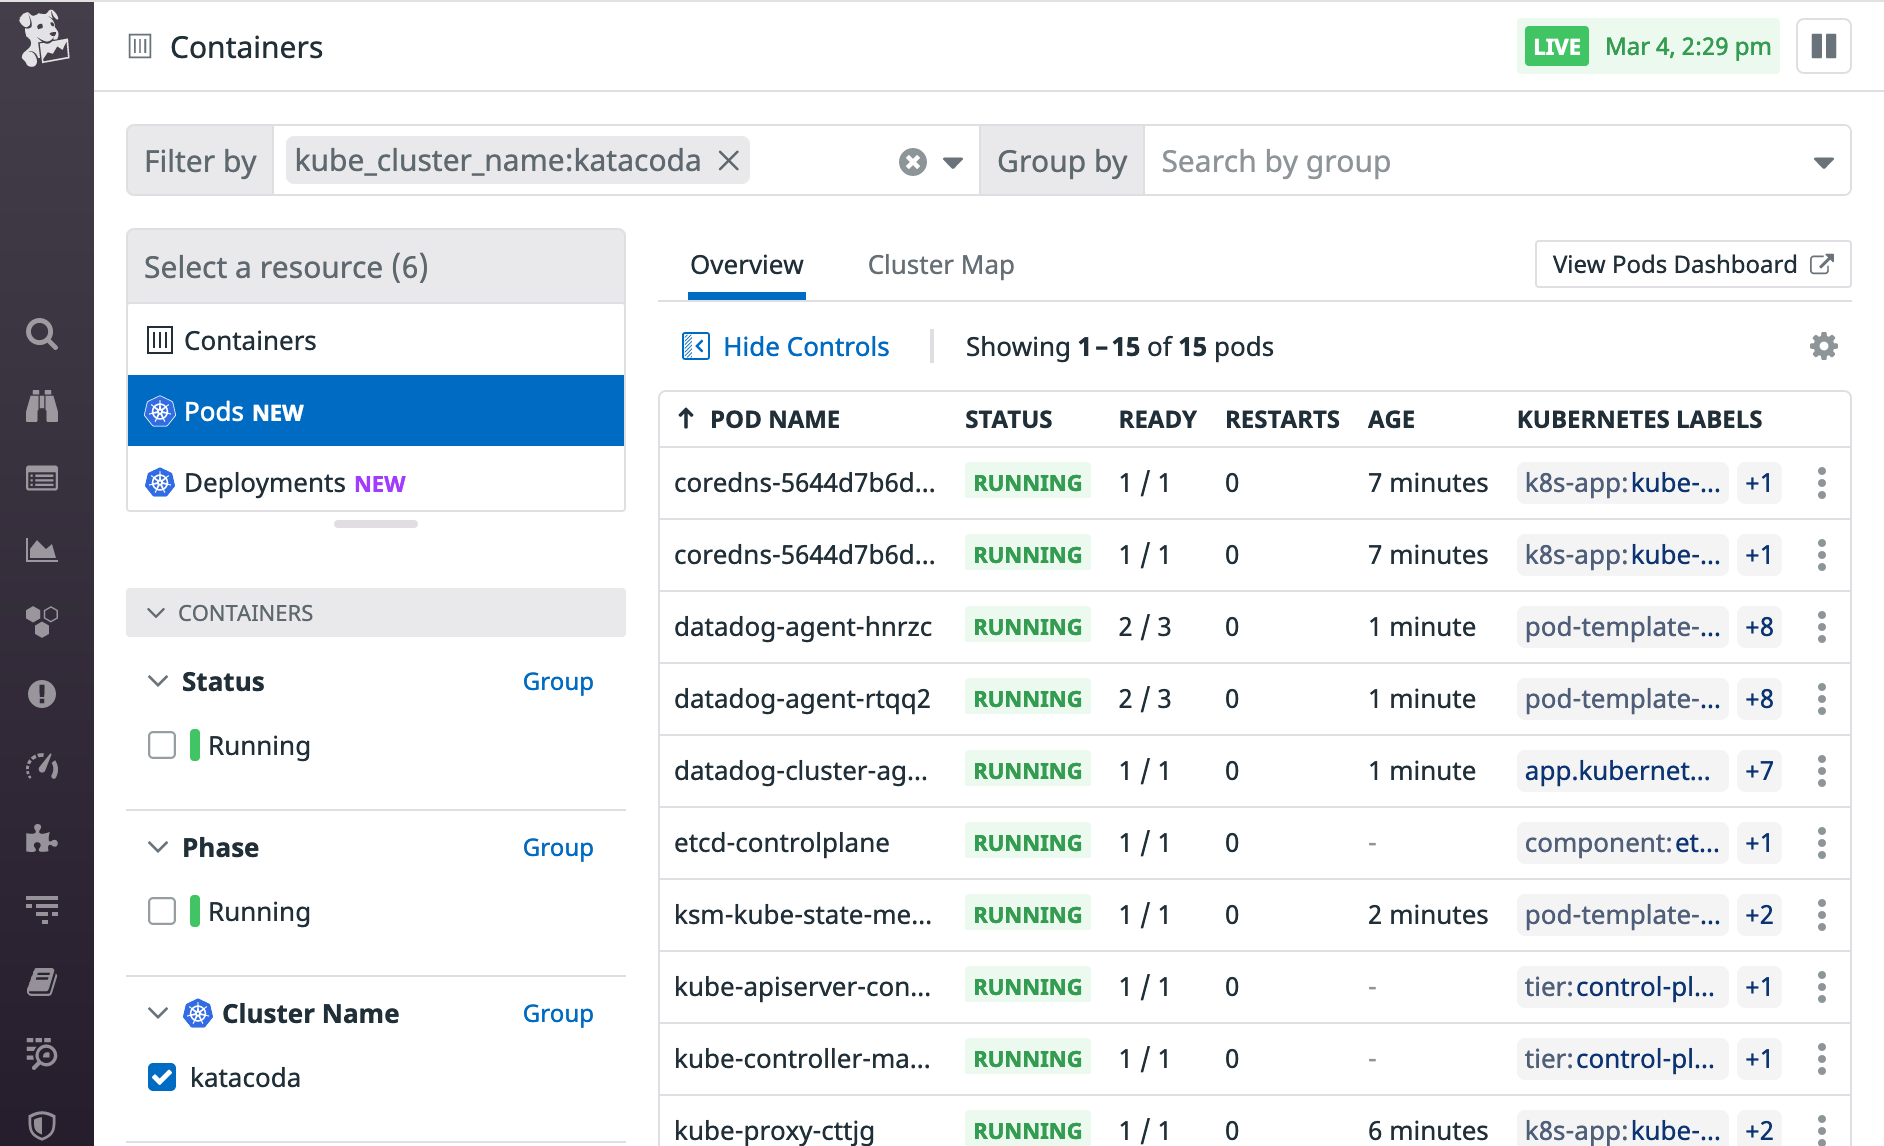 Containers
LIVE Mar 4, 2:29 pm
Filter by kube_cluster_name:katacoda Group by Search by group
Select a resource (6)
Containers
Pods NEW
Deployments NEW
CONTAINERS
Status Group
Running
Phase Group
Running
Cluster Name Group
katacoda
Overview Cluster Map View Pods Dashboard
Hide Controls Showing 1–15 of 15 pods
POD NAME STATUS READY RESTARTS AGE KUBERNETES LABELS
coredns-5644d7b6d... RUNNING 1 / 1 0 7 minutes k8s-app:kube-... +1
coredns-5644d7b6d... RUNNING 1 / 1 0 7 minutes k8s-app:kube-... +1
datadog-agent-hnrzc RUNNING 2 / 3 0 1 minute pod-template-... +8
datadog-agent-rtqq2 RUNNING 2 / 3 0 1 minute pod-template-... +8
datadog-cluster-ag... RUNNING 1 / 1 0 1 minute app.kubernet... +7
etcd-controlplane RUNNING 1 / 1 0 - component:et... +1
ksm-kube-state-me... RUNNING 1 / 1 0 2 minutes pod-template-... +2
kube-apiserver-con... RUNNING 1 / 1 0 - tier:control-pl... +1
kube-controller-ma... RUNNING 1 / 1 0 - tier:control-pl... +1
kube-proxy-cttjg RUNNING 1 / 1 0 6 minutes k8s-app:kube-... +2